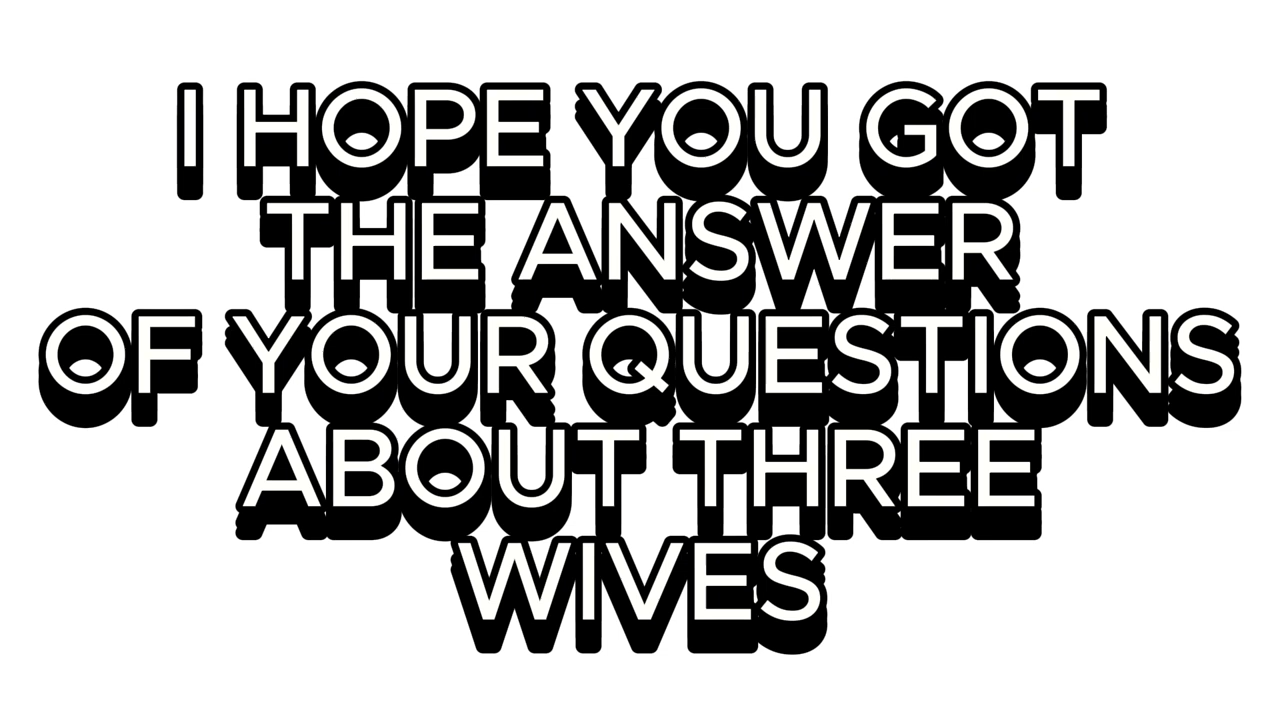 I HOPE YOU GOT
THE ANSWER
OF YOUR QUESTIONS
ABOUT THREE
WIVES